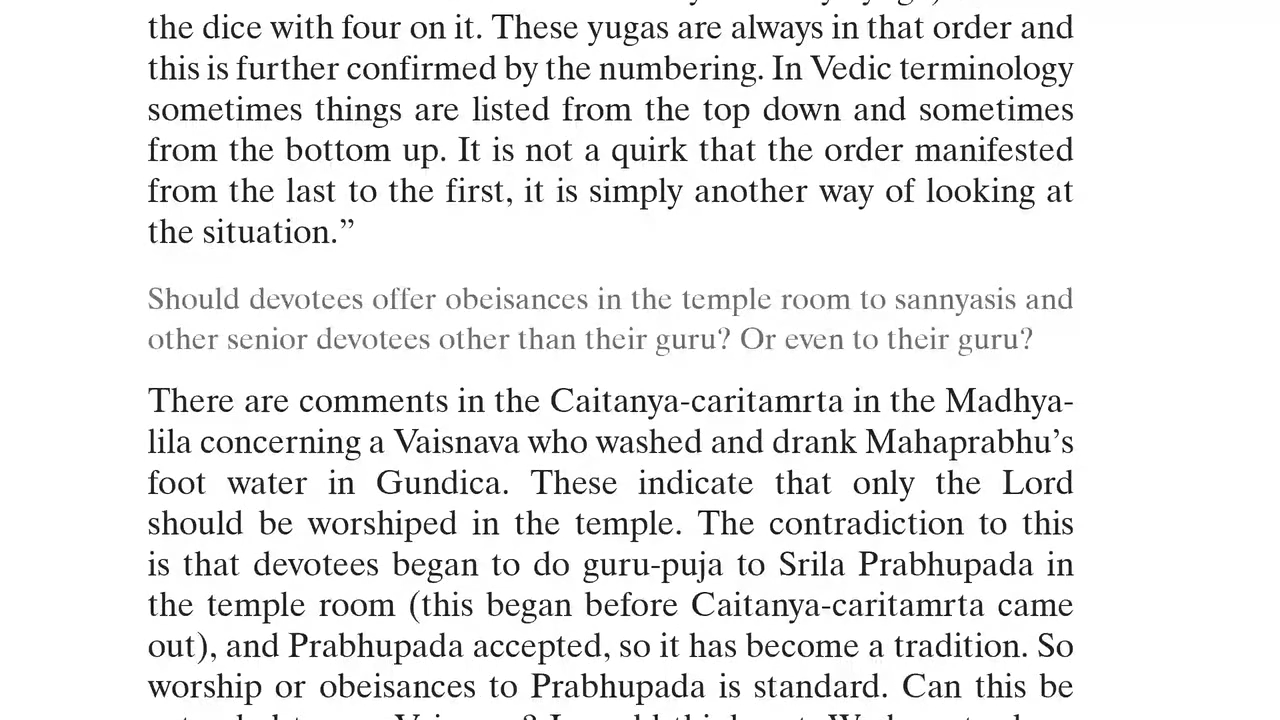 the dice with four on it. These yugas are always in that order and
this is further confirmed by the numbering. In Vedic terminology
sometimes things are listed from the top down and sometimes
from the bottom up. It is not a quirk that the order manifested
from the last to the first, it is simply another way of looking at
the situation.”
Should devotees offer obeisances in the temple room to sannyasis and
other senior devotees other than their guru? Or even to their guru?
There are comments in the Caitanya-caritamrta in the Madhya-
lila concerning a Vaisnava who washed and drank Mahaprabhu’s
foot water in Gundica. These indicate that only the Lord
should be worshiped in the temple. The contradiction to this
is that devotees began to do guru-puja to Srila Prabhupada in
the temple room (this began before Caitanya-caritamrta came
out), and Prabhupada accepted, so it has become a tradition. So
worship or obeisances to Prabhupada is standard. Can this be